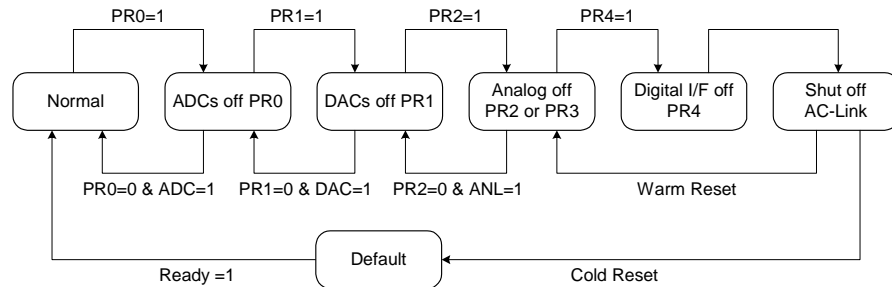 PR0=1
PR1=1
PR2=1
PR4=1
Normal
ADCs off PR0
DACs off PR1
Analog off
PR2 or PR3
Digital I/F off
PR4
Shut off
AC-Link
PR0=0 & ADC=1
PR1=0 & DAC=1
PR2=0 & ANL=1
Warm Reset
Default
Ready =1
Cold Reset